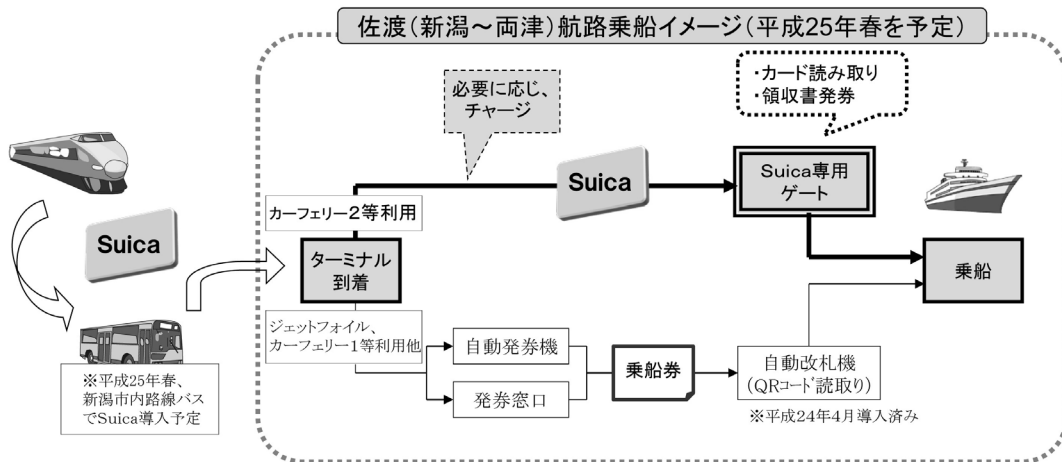 佐渡（新潟～両津）航路乗船イメージ（平成25年春を予定）
必要に応じ、
チャージ
・カード読み取り
・領収書発券
Suica
Suica
Suica専用
ゲート
カーフェリー２等利用
ターミナル
到着
乗船
ジェットフォイル、
カーフェリー１等利用他
自動発券機
発券窓口
乗船券
自動改札機
（QRコード読取り）
※平成24年4月導入済み
※平成25年春、
新潟市内路線バス
でSuica導入予定